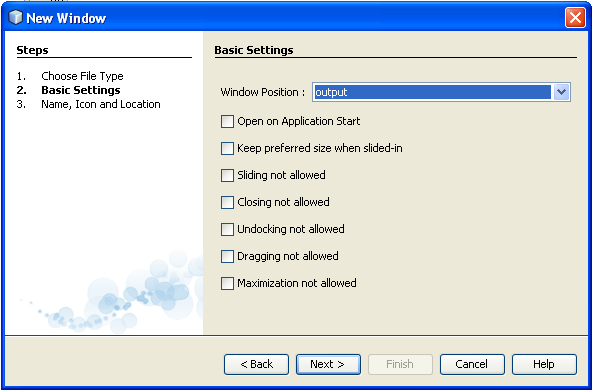 New Window
Steps
1. Choose File Type
2. Basic Settings
3. Name, Icon and Location
Basic Settings
Window Position : output
Open on Application Start
Keep preferred size when slided-in
Sliding not allowed
Closing not allowed
Undocking not allowed
Dragging not allowed
Maximization not allowed
< Back Next > Finish Cancel Help